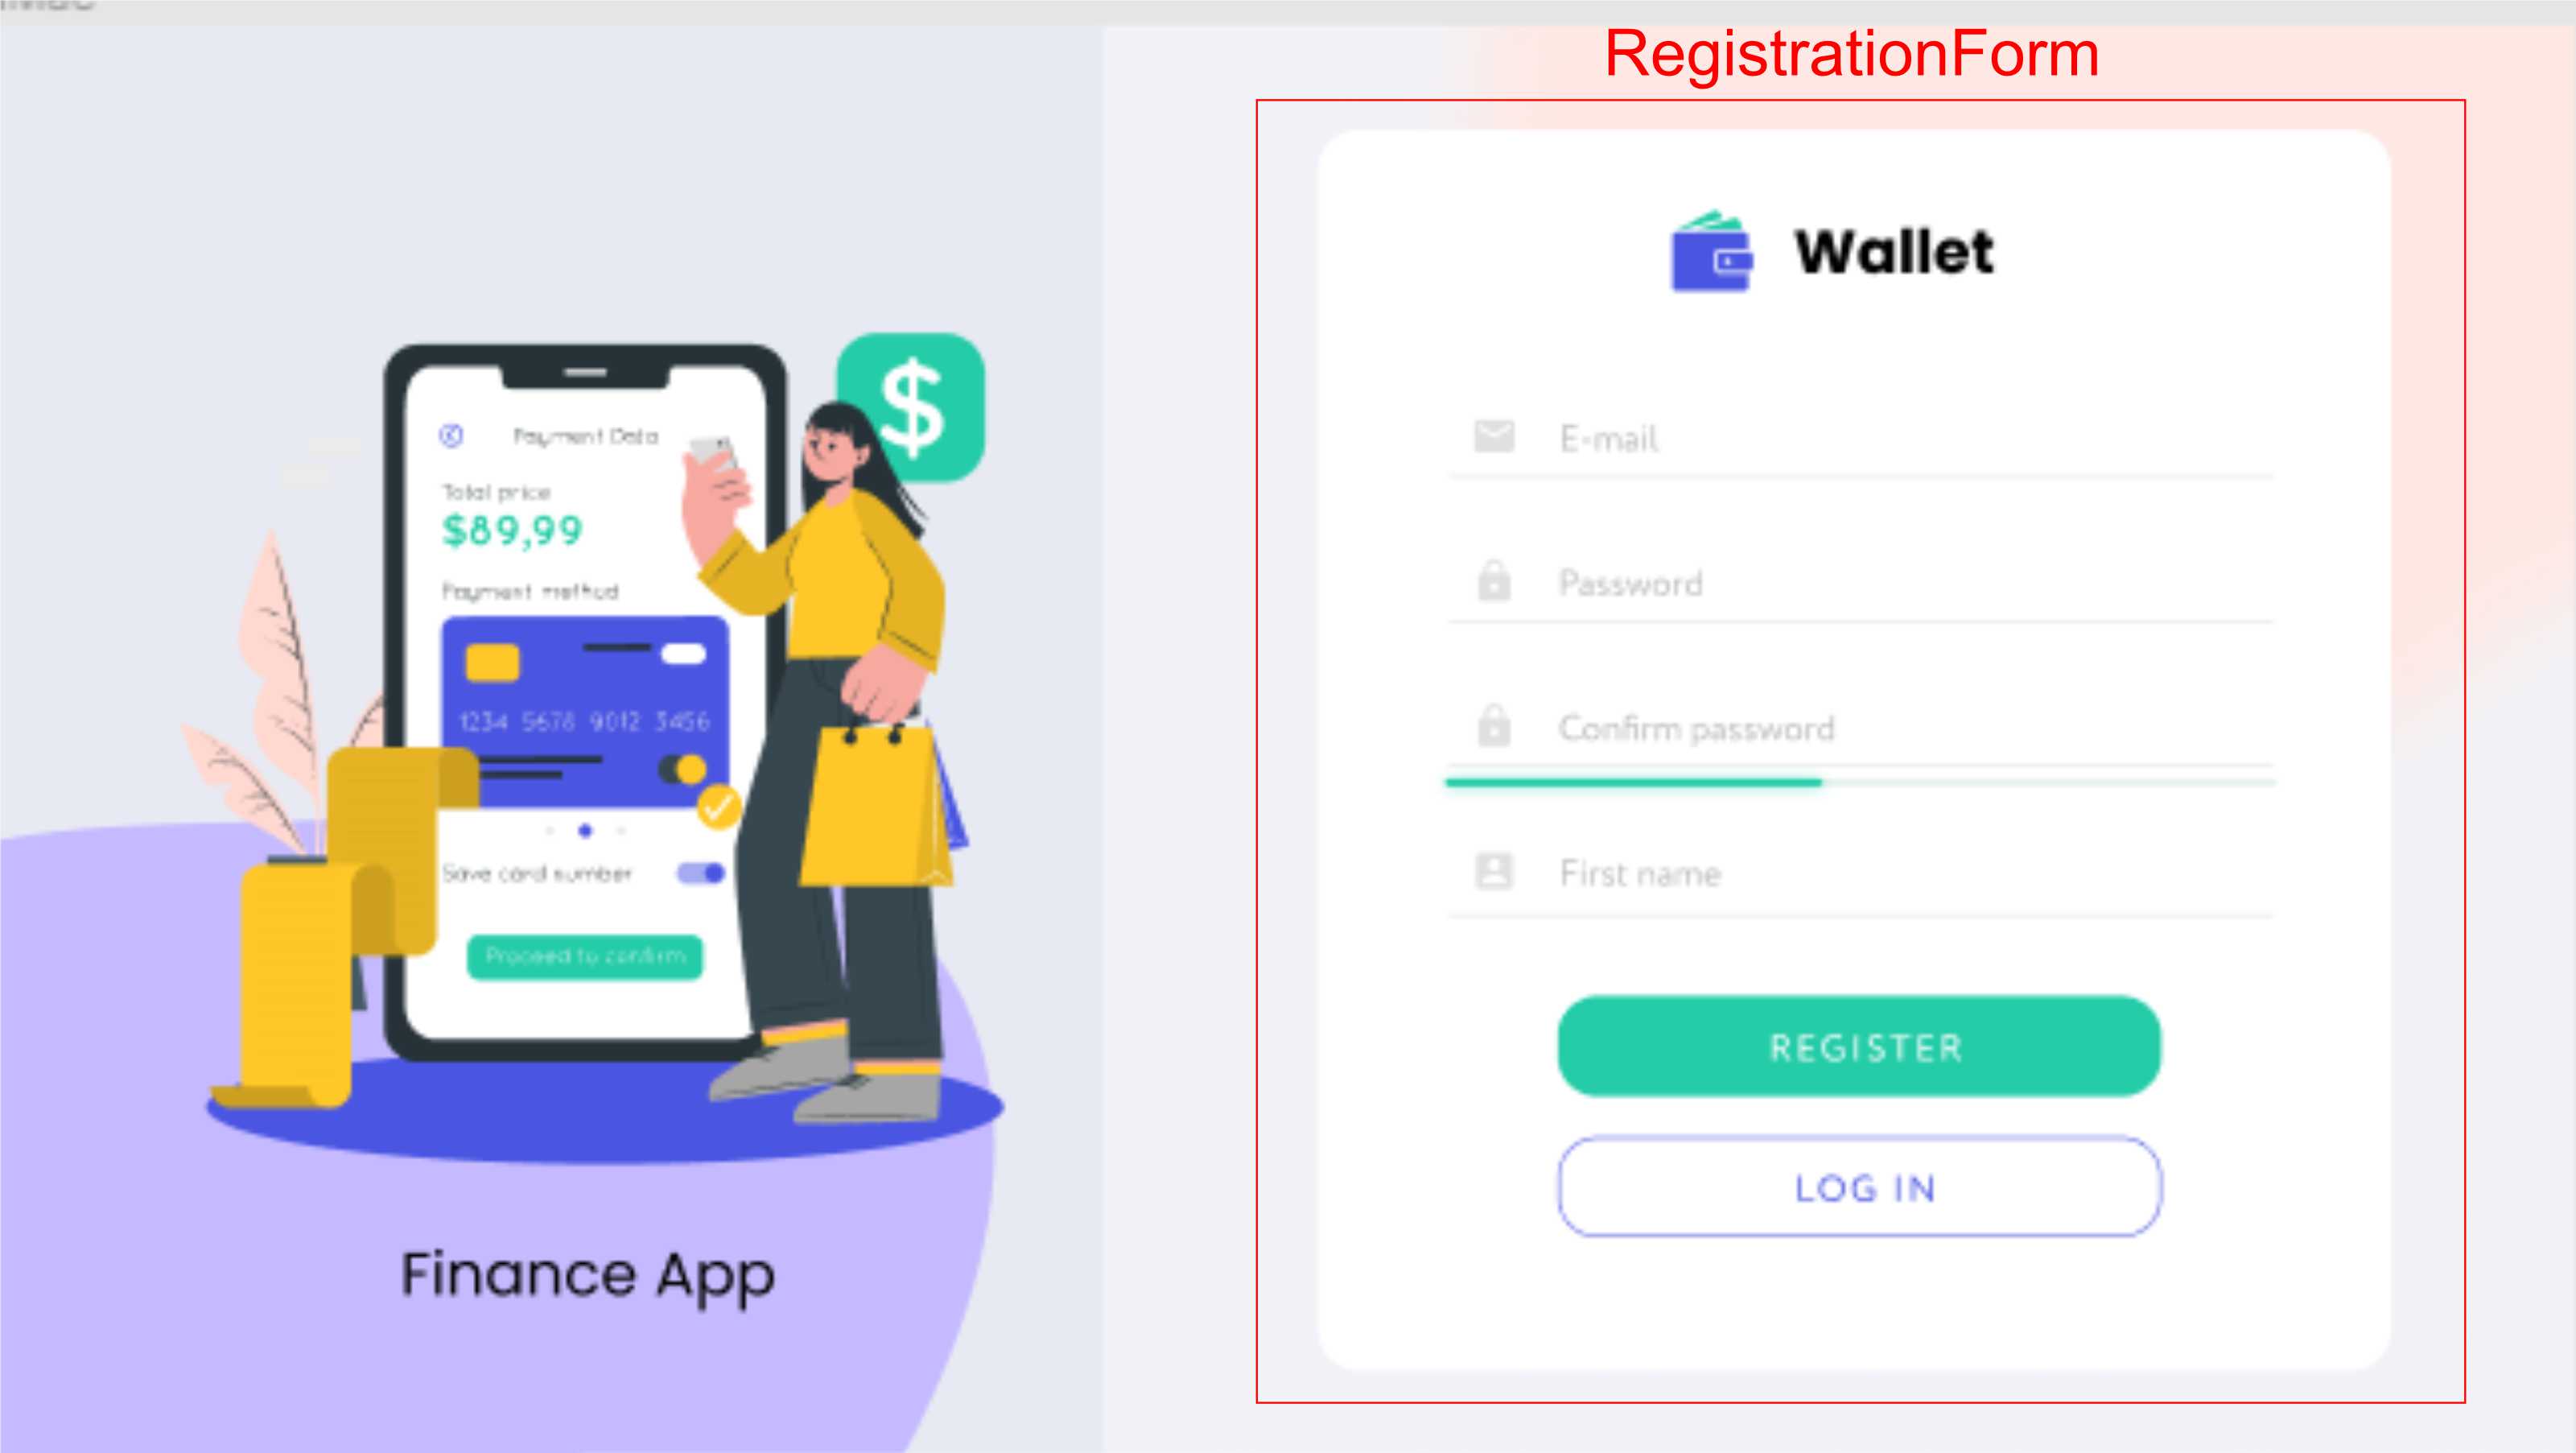 RegistrationForm
Wallet
E-mail
Password
Confirm password
First name
REGISTER
LOG IN
$
Payment Data
Total price
$89,99
Payment method
1234 5678 9012 3456
Save card number
Proceed to confirm
Finance App